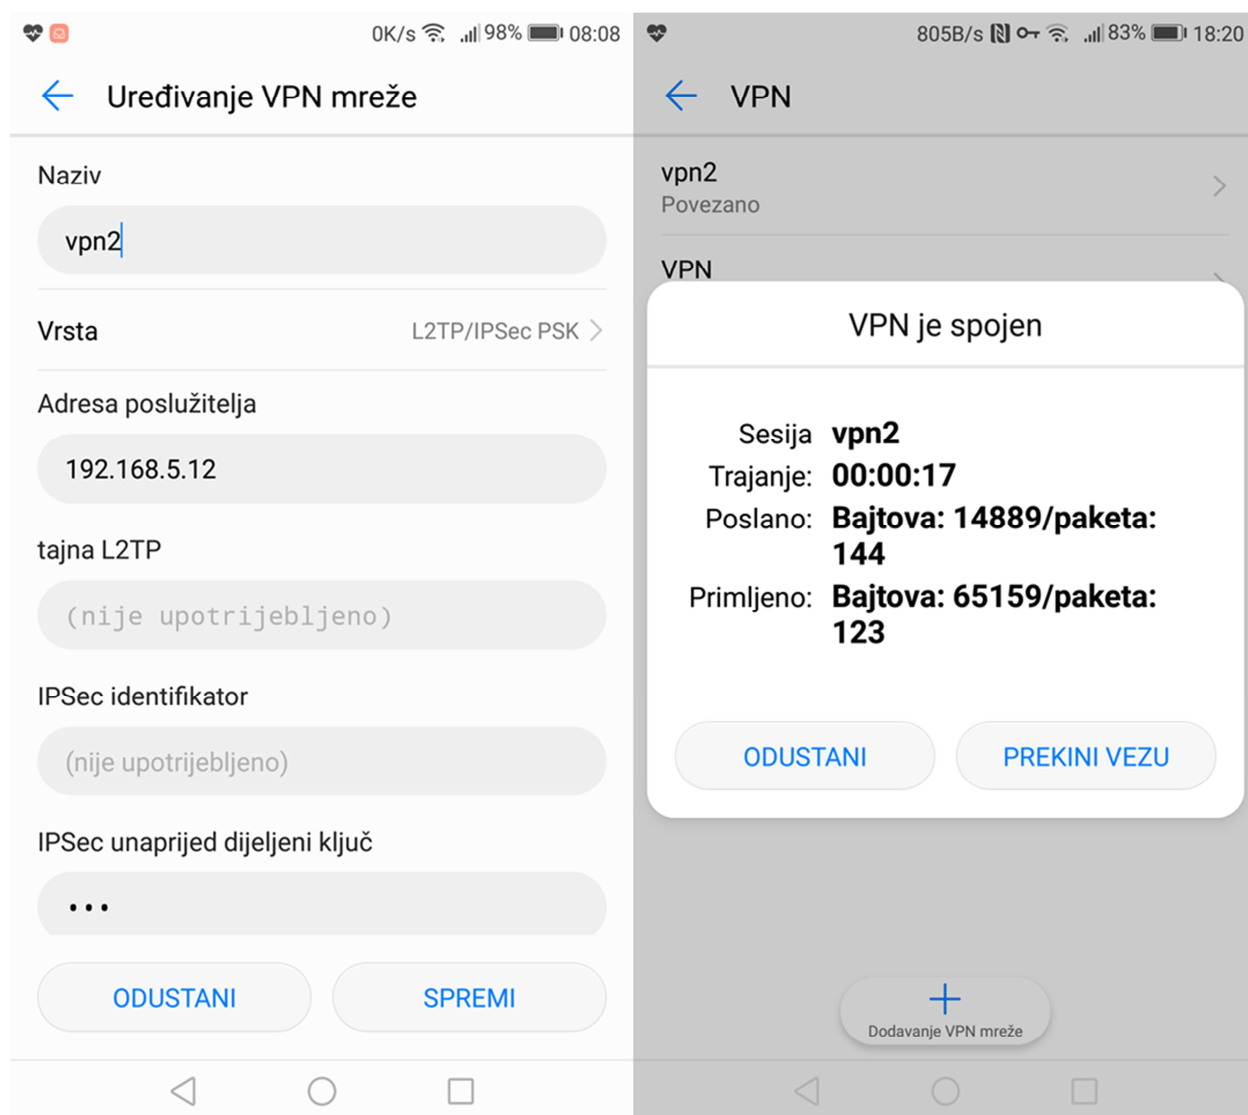 0K/s 98% 08:08
Uređivanje VPN mreže
Naziv
vpn2
Vrsta L2TP/IPSec PSK
Adresa poslužitelja
192.168.5.12
tajna L2TP
(nije upotrijebljeno)
IPSec identifikator
(nije upotrijebljeno)
IPSec unaprijed dijeljeni ključ
•••
ODUSTANI SPREMI
805B/s 83% 18:20
VPN
vpn2
Povezano
VPN
VPN je spojen
Sesija vpn2
Trajanje: 00:00:17
Poslano: Bajtova: 14889/paketa:
144
Primljeno: Bajtova: 65159/paketa:
123
ODUSTANI PREKINI VEZU
Dodavanje VPN mreže